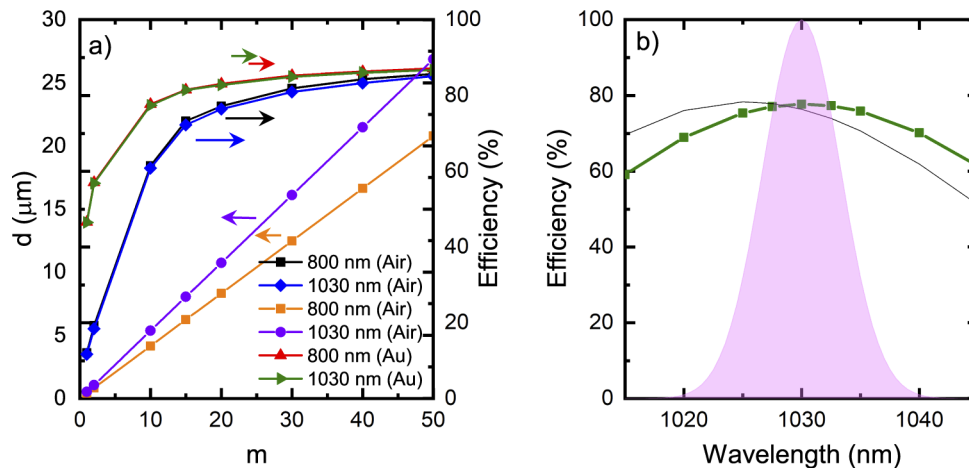 a)
30
25
20
15
10
5
0
d (μm)
100
80
60
40
20
0
Efficiency (%)
800 nm (Air)
1030 nm (Air)
800 nm (Air)
1030 nm (Air)
800 nm (Au)
1030 nm (Au)
0 10 20 30 40 50
m
b)
100
80
60
40
20
0
Efficiency (%)
1020 1030 1040
Wavelength (nm)